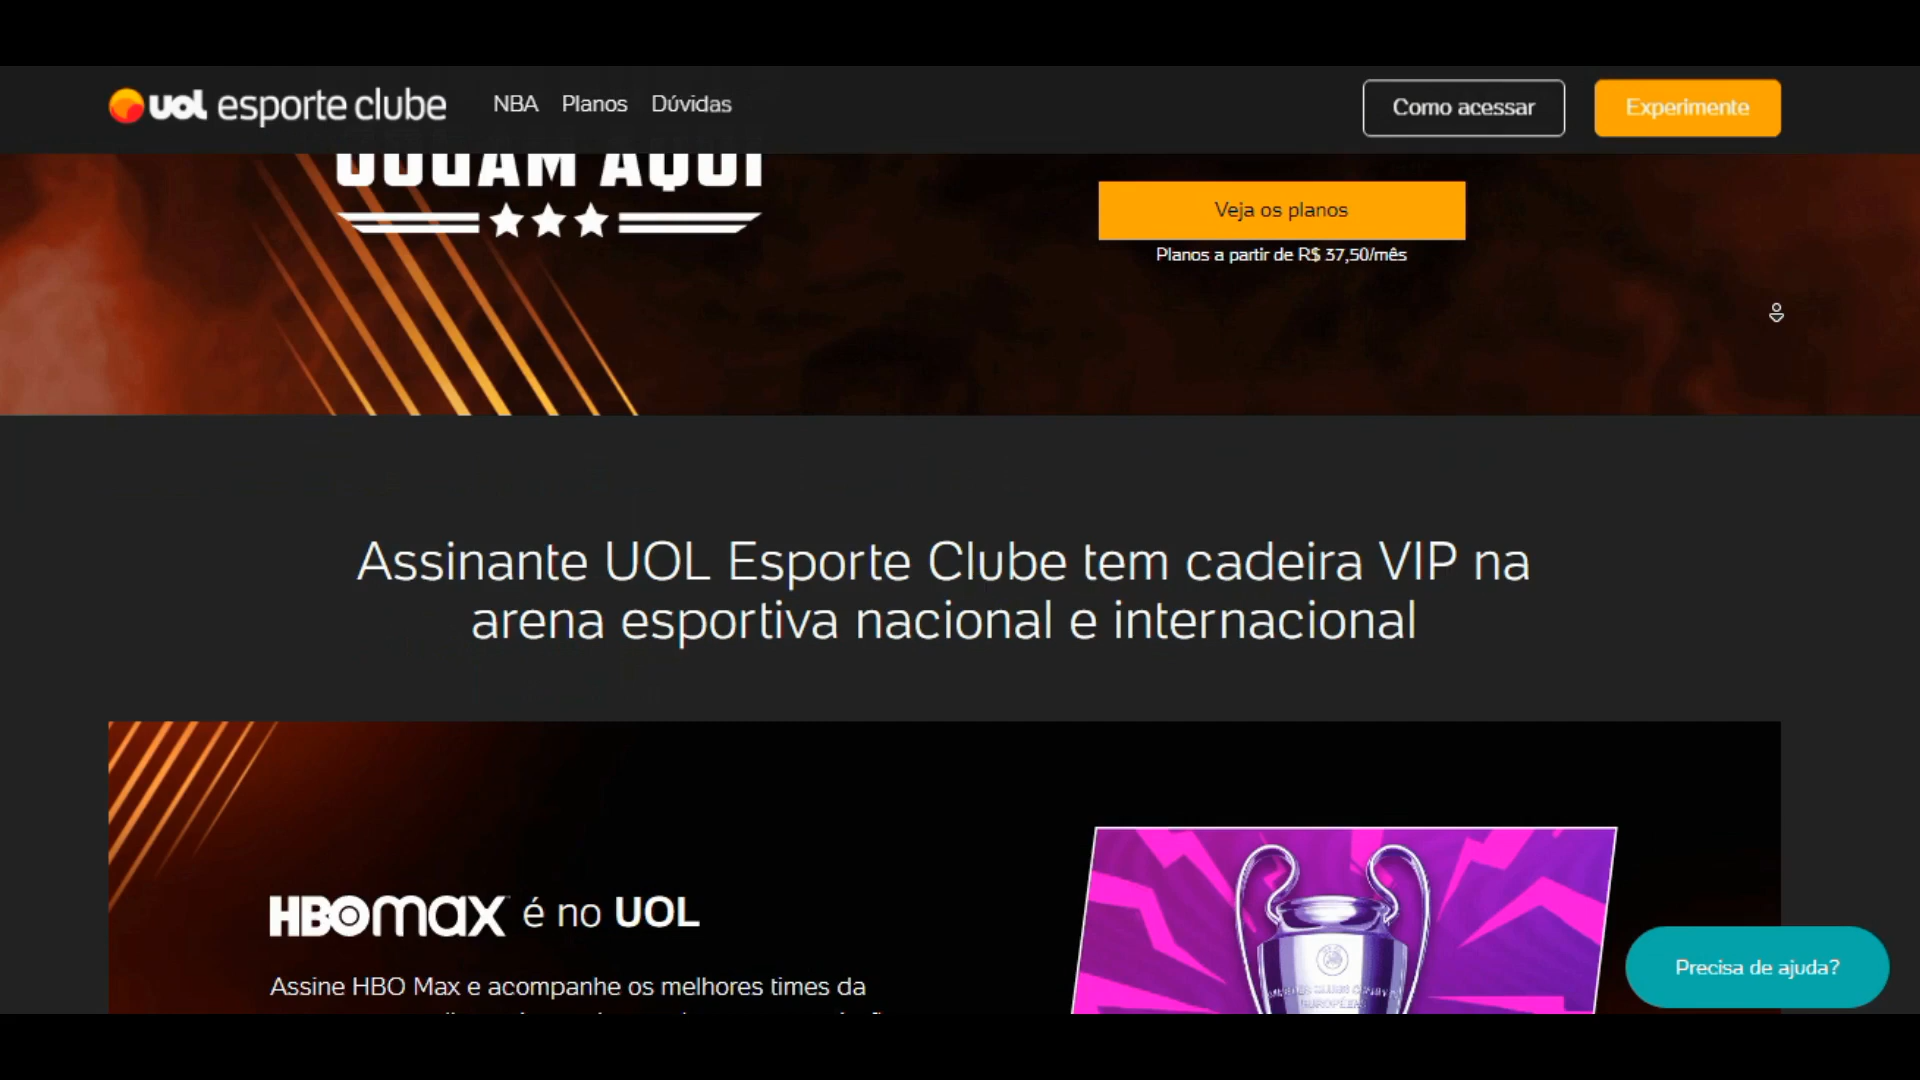 uol esporte clube NBA Planos Dúvidas Como acessar Experimente
JOGAM AQUI
Veja os planos
Planos a partir de R$ 37,50/mês
Assinante UOL Esporte Clube tem cadeira VIP na
arena esportiva nacional e internacional
HBOmax é no UOL
Assine HBO Max e acompanhe os melhores times da
Precisa de ajuda?